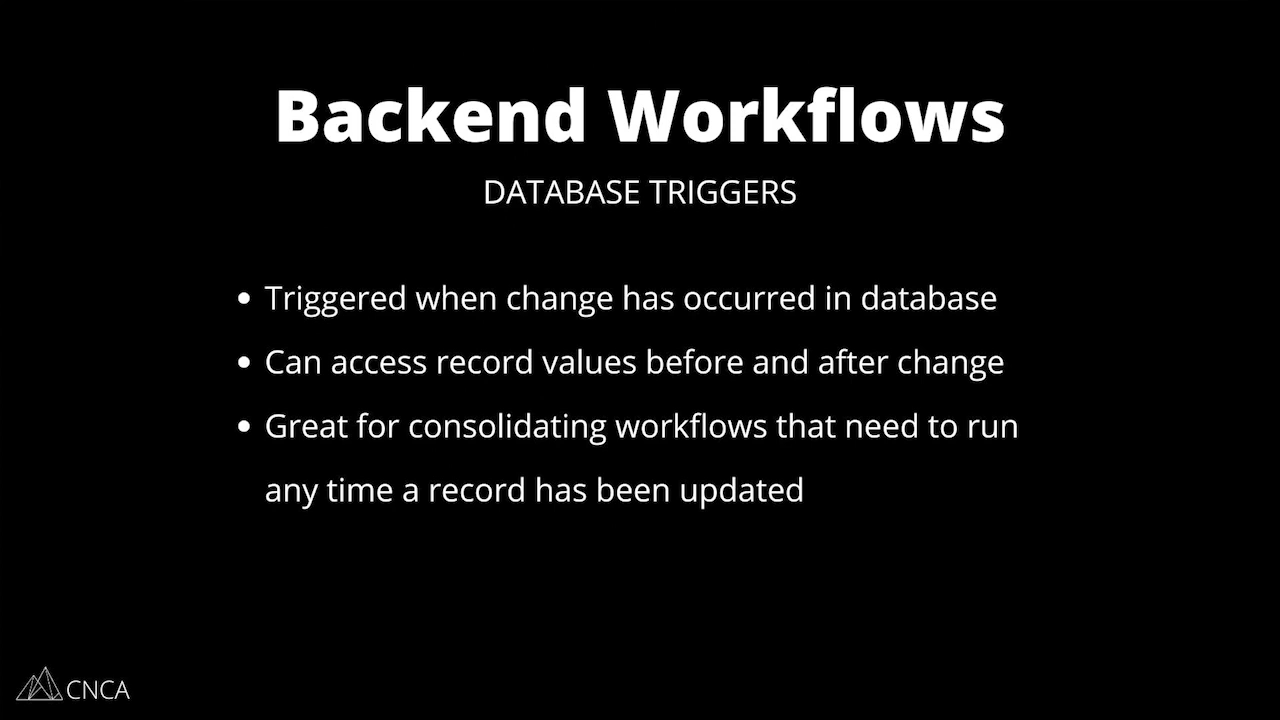 Backend Workflows
DATABASE TRIGGERS
• Triggered when change has occurred in database
• Can access record values before and after change
• Great for consolidating workflows that need to run
any time a record has been updated
CNCA